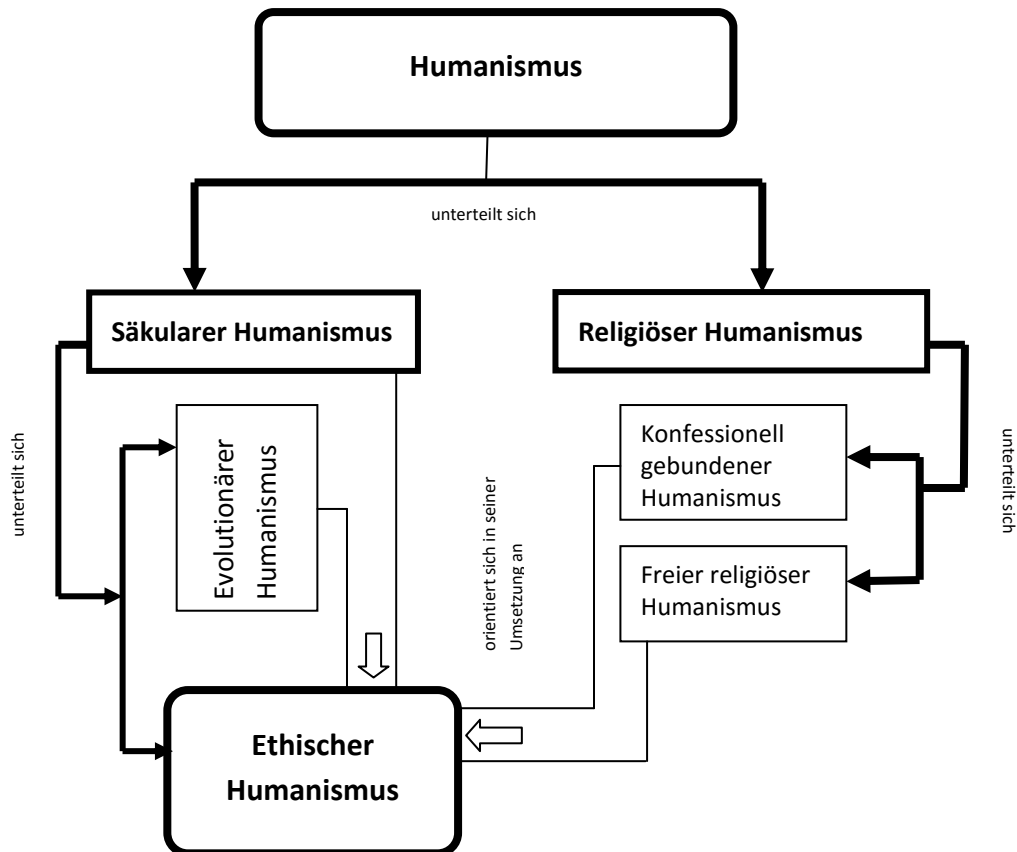 Humanismus
unterteilt sich
Säkularer Humanismus
Religiöser Humanismus
unterteilt sich
Evolutionärer
Humanismus
orientiert sich in seiner
Umsetzung an
Konfessionell
gebundener
Humanismus
unterteilt sich
Freier religiöser
Humanismus
Ethischer
Humanismus